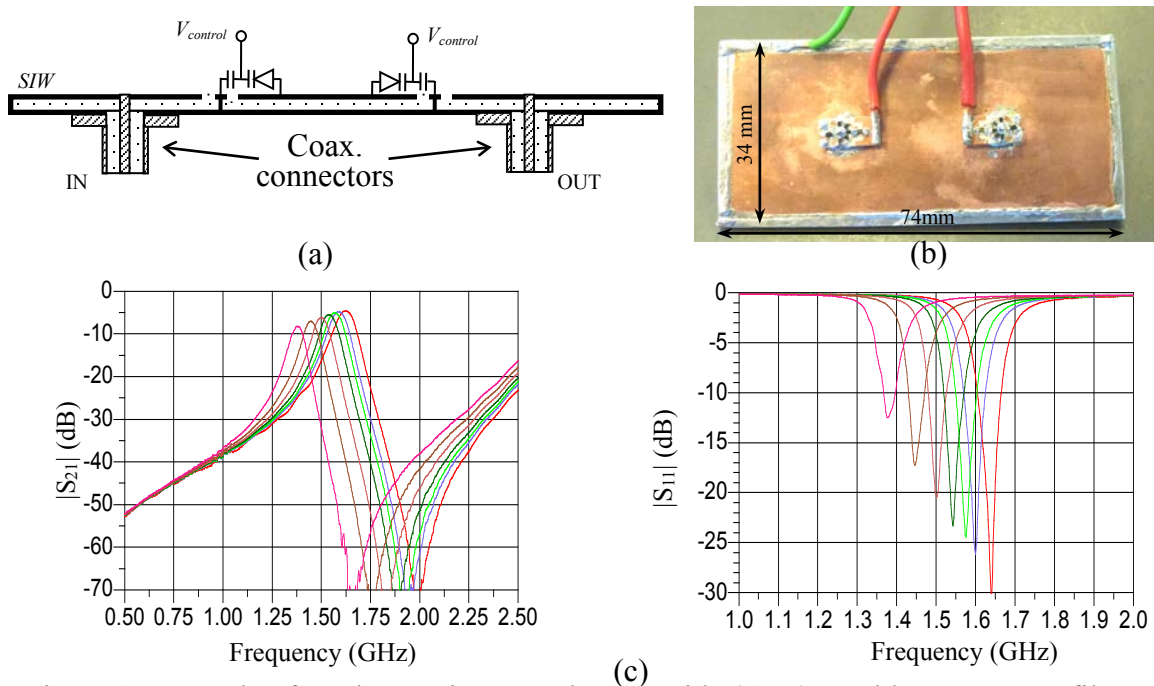 V_control
V_control
SIW
Coax.
connectors
IN
OUT
(a)
34 mm
74mm
(b)
|S21| (dB)
0
-10
-20
-30
-40
-50
-60
-70
0.50 0.75 1.00 1.25 1.50 1.75 2.00 2.25 2.50
Frequency (GHz)
|S11| (dB)
0
-5
-10
-15
-20
-25
-30
1.0 1.1 1.2 1.3 1.4 1.5 1.6 1.7 1.8 1.9 2.0
Frequency (GHz)
(c)